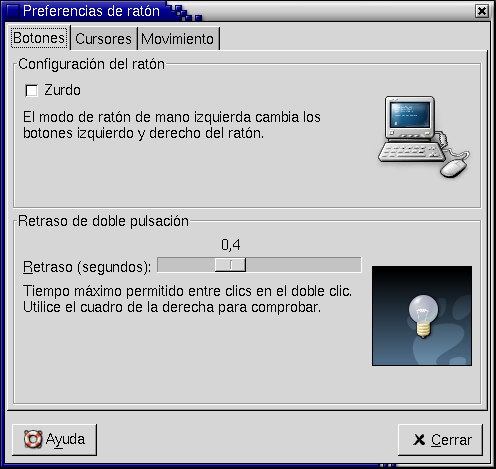 Preferencias de ratón
Botones Cursores Movimiento
Configuración del ratón
Zurdo
El modo de ratón de mano izquierda cambia los
botones izquierdo y derecho del ratón.
Retraso de doble pulsación
0,4
Retraso (segundos):
Tiempo máximo permitido entre clics en el doble clic.
Utilice el cuadro de la derecha para comprobar.
Ayuda
Cerrar